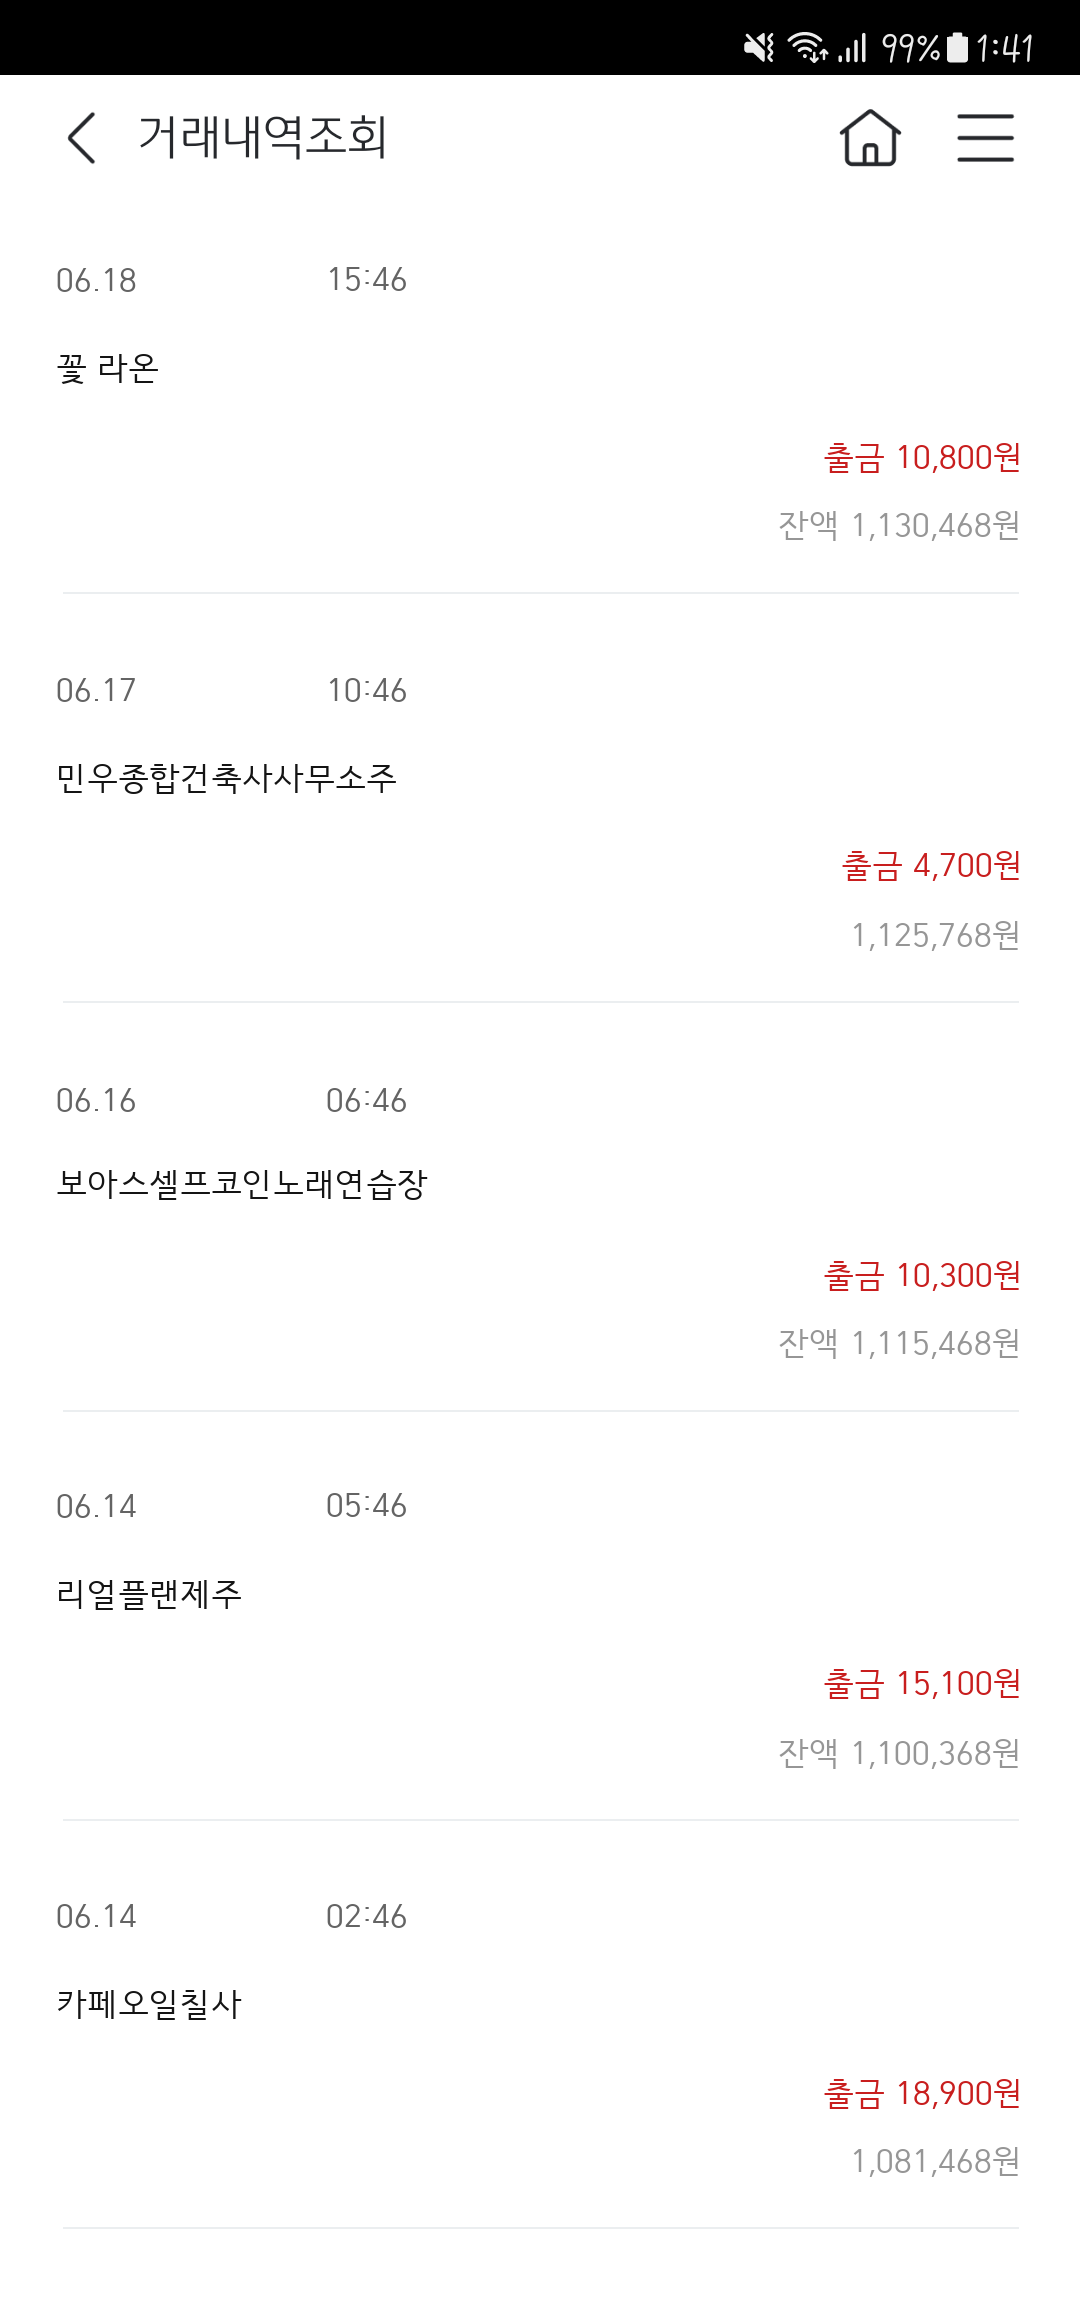 99% 1:41
거래내역조회
06.18 15:46
꽃 라온
출금 10,800원
잔액 1,130,468원
06.17 10:46
민우종합건축사사무소주
출금 4,700원
1,125,768원
06.16 06:46
보아스셀프코인노래연습장
출금 10,300원
잔액 1,115,468원
06.14 05:46
리얼플랜제주
출금 15,100원
잔액 1,100,368원
06.14 02:46
카페오일칠사
출금 18,900원
1,081,468원